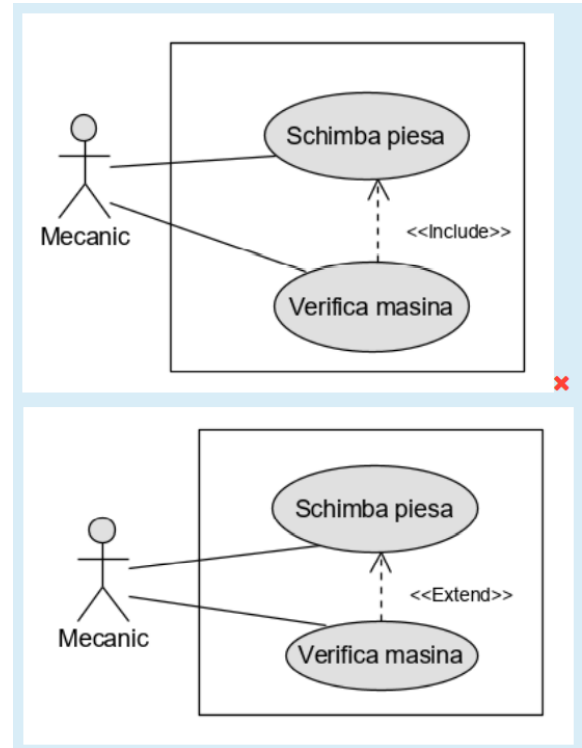 Schimba piesa
<<Include>>
Mecanic
Verifica masina
Schimba piesa
<<Extend>>
Mecanic
Verifica masina